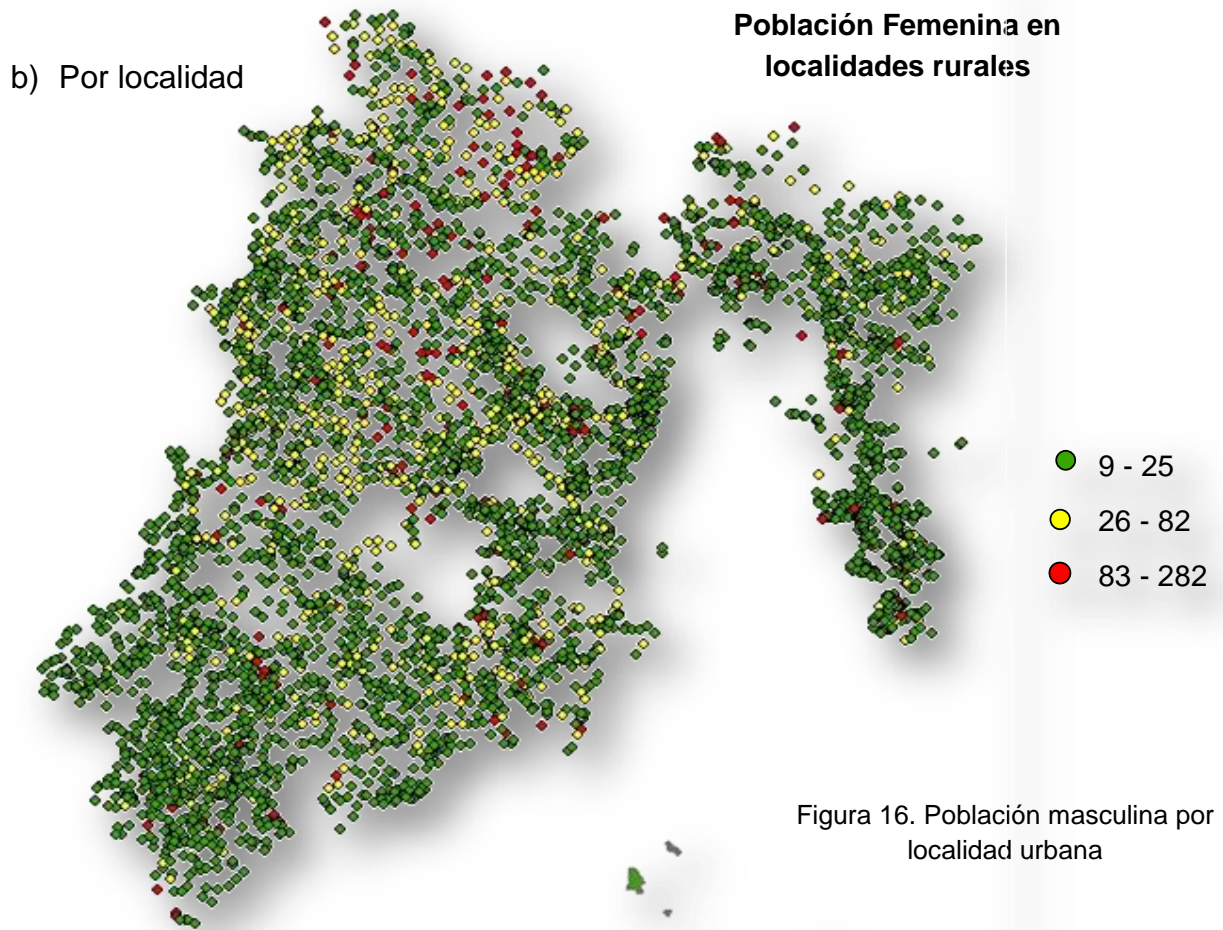 Población Femenina en
localidades rurales
b) Por localidad
9 - 25
26 - 82
83 - 282
Figura 16. Población masculina por
localidad urbana